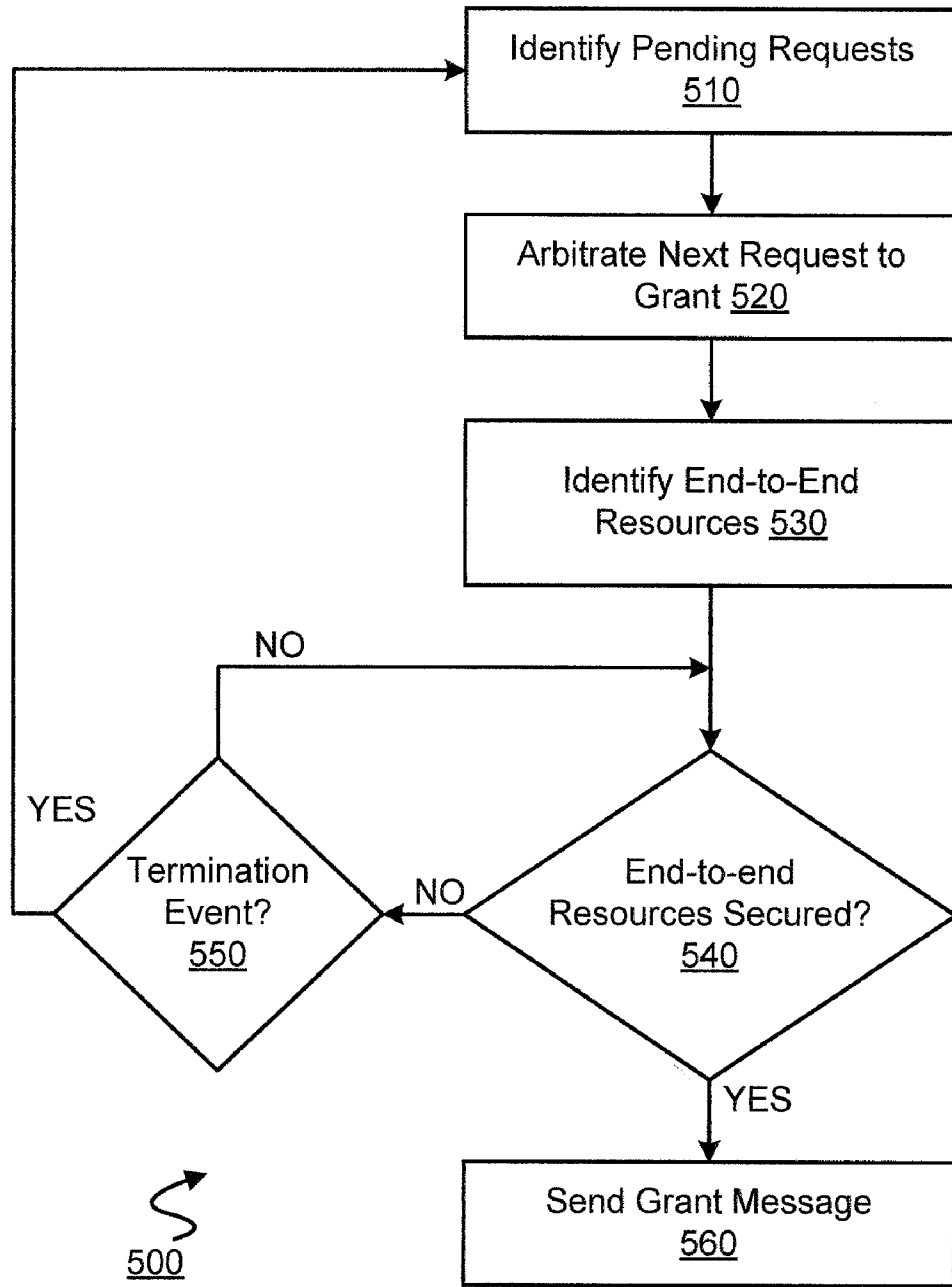 Identify Pending Requests
510
Arbitrate Next Request to
Grant 520
Identify End-to-End
Resources 530
NO
YES
Termination
Event?
550
NO
End-to-end
Resources Secured?
540
YES
Send Grant Message
560
500